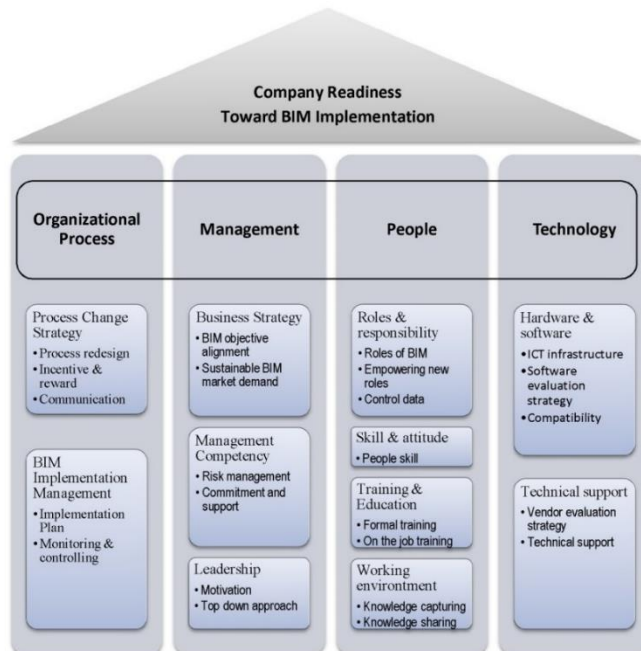 Company Readiness
Toward BIM Implementation
Organizational
Process
Management
People
Technology
Process Change
Strategy
• Process redesign
• Incentive &
reward
• Communication
BIM
Implementation
Management
• Implementation
Plan
• Monitoring &
controlling
Business Strategy
• BIM objective
alignment
• Sustainable BIM
market demand
Management
Competency
• Risk management
• Commitment and
support
Leadership
• Motivation
• Top down approach
Roles &
responsibility
• Roles of BIM
• Empowering new
roles
• Control data
Skill & attitude
• People skill
Training &
Education
• Formal training
• On the job training
Working
environtment
• Knowledge capturing
• Knowledge sharing
Hardware &
software
• ICT infrastructure
• Software
evaluation
strategy
• Compatibility
Technical support
• Vendor evaluation
strategy
• Technical support